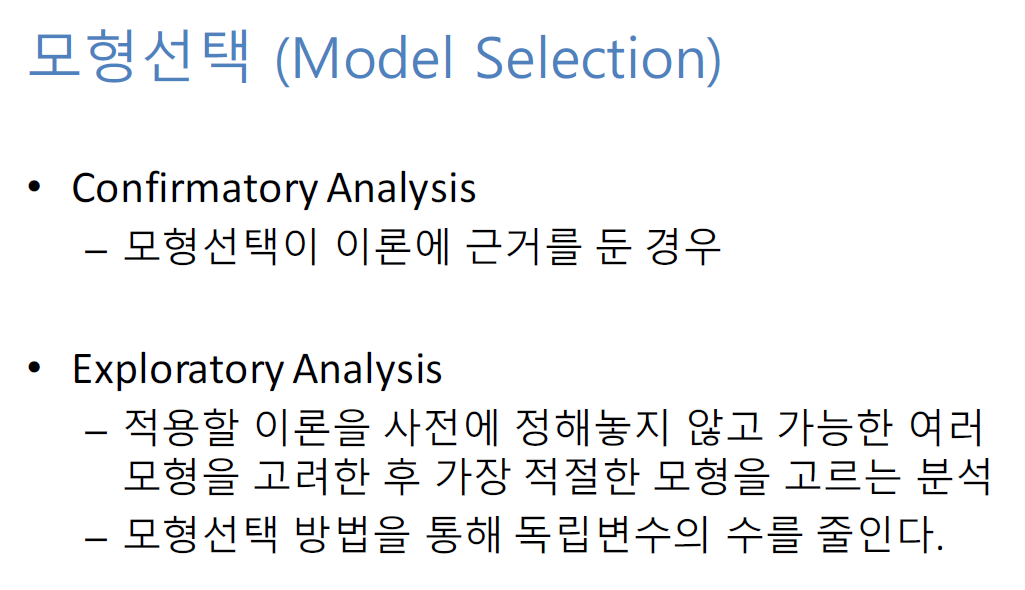 모형선택 (Model Selection)
• Confirmatory Analysis
– 모형선택이 이론에 근거를 둔 경우
• Exploratory Analysis
– 적용할 이론을 사전에 정해놓지 않고 가능한 여러
모형을 고려한 후 가장 적절한 모형을 고르는 분석
– 모형선택 방법을 통해 독립변수의 수를 줄인다.